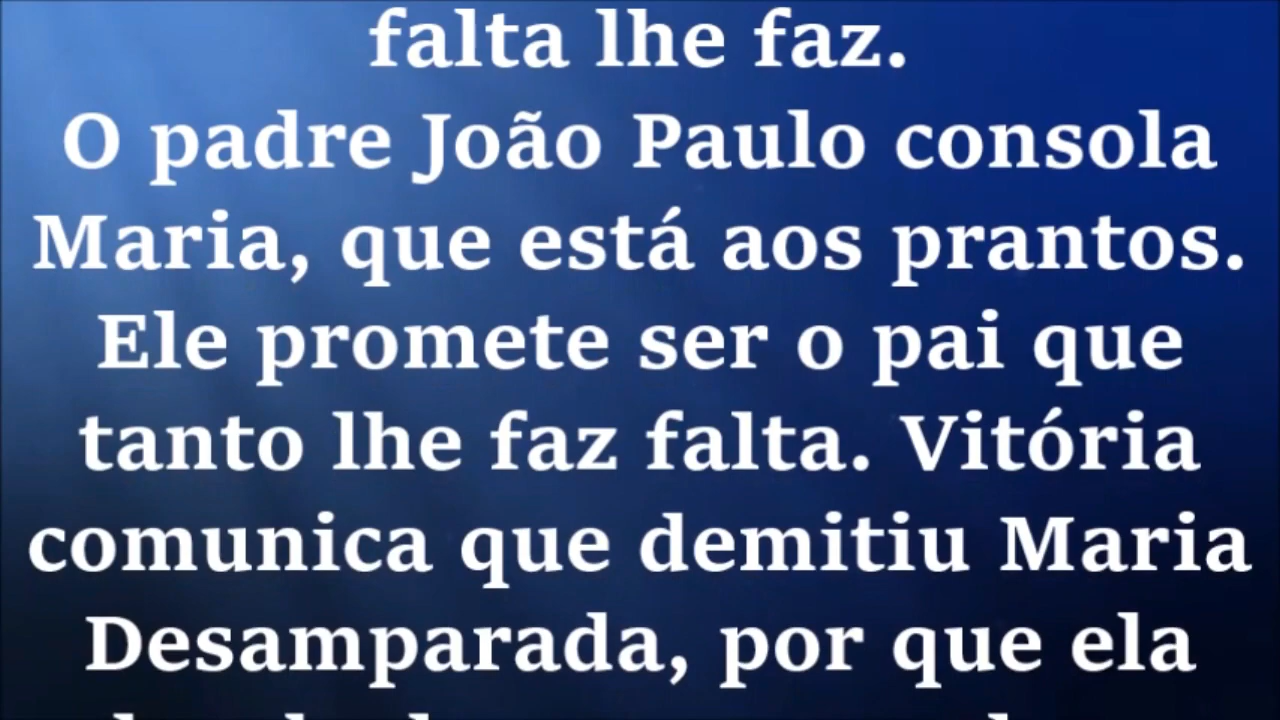 falta lhe faz.
O padre João Paulo consola
Maria, que está aos prantos.
Ele promete ser o pai que
tanto lhe faz falta. Vitória
comunica que demitiu Maria
Desamparada, por que ela